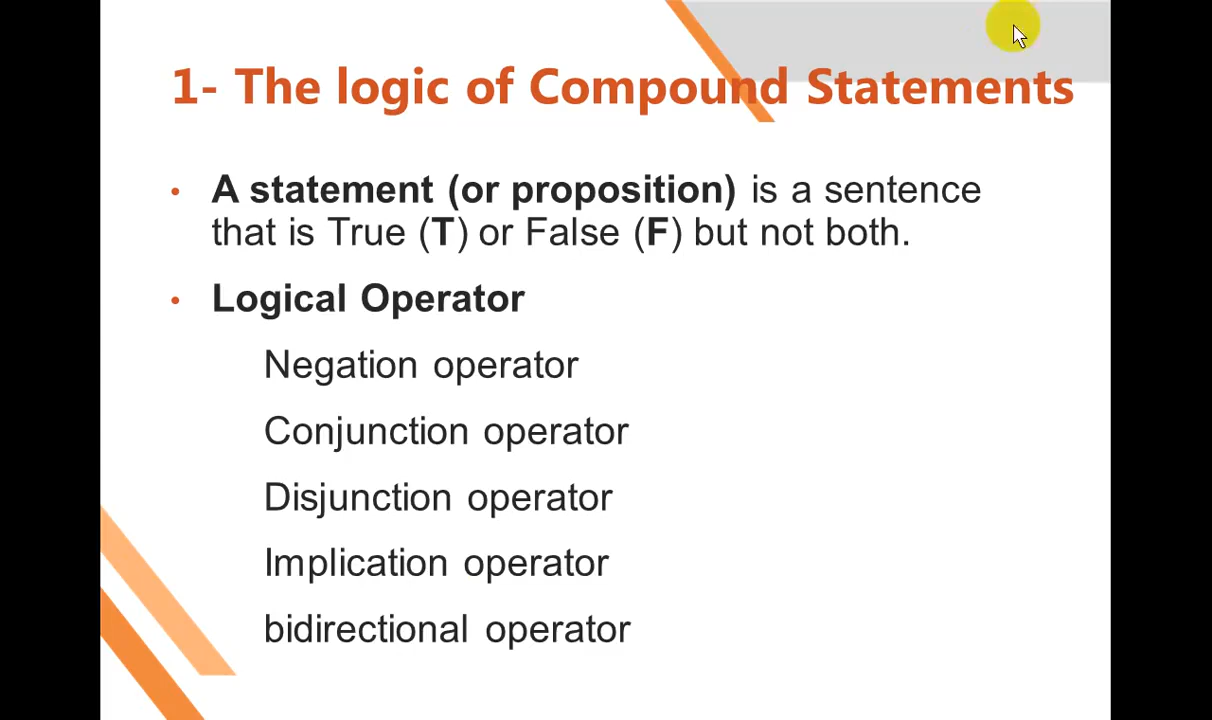 1- The logic of Compound Statements
• A statement (or proposition) is a sentence
that is True (T) or False (F) but not both.
• Logical Operator
Negation operator
Conjunction operator
Disjunction operator
Implication operator
bidirectional operator